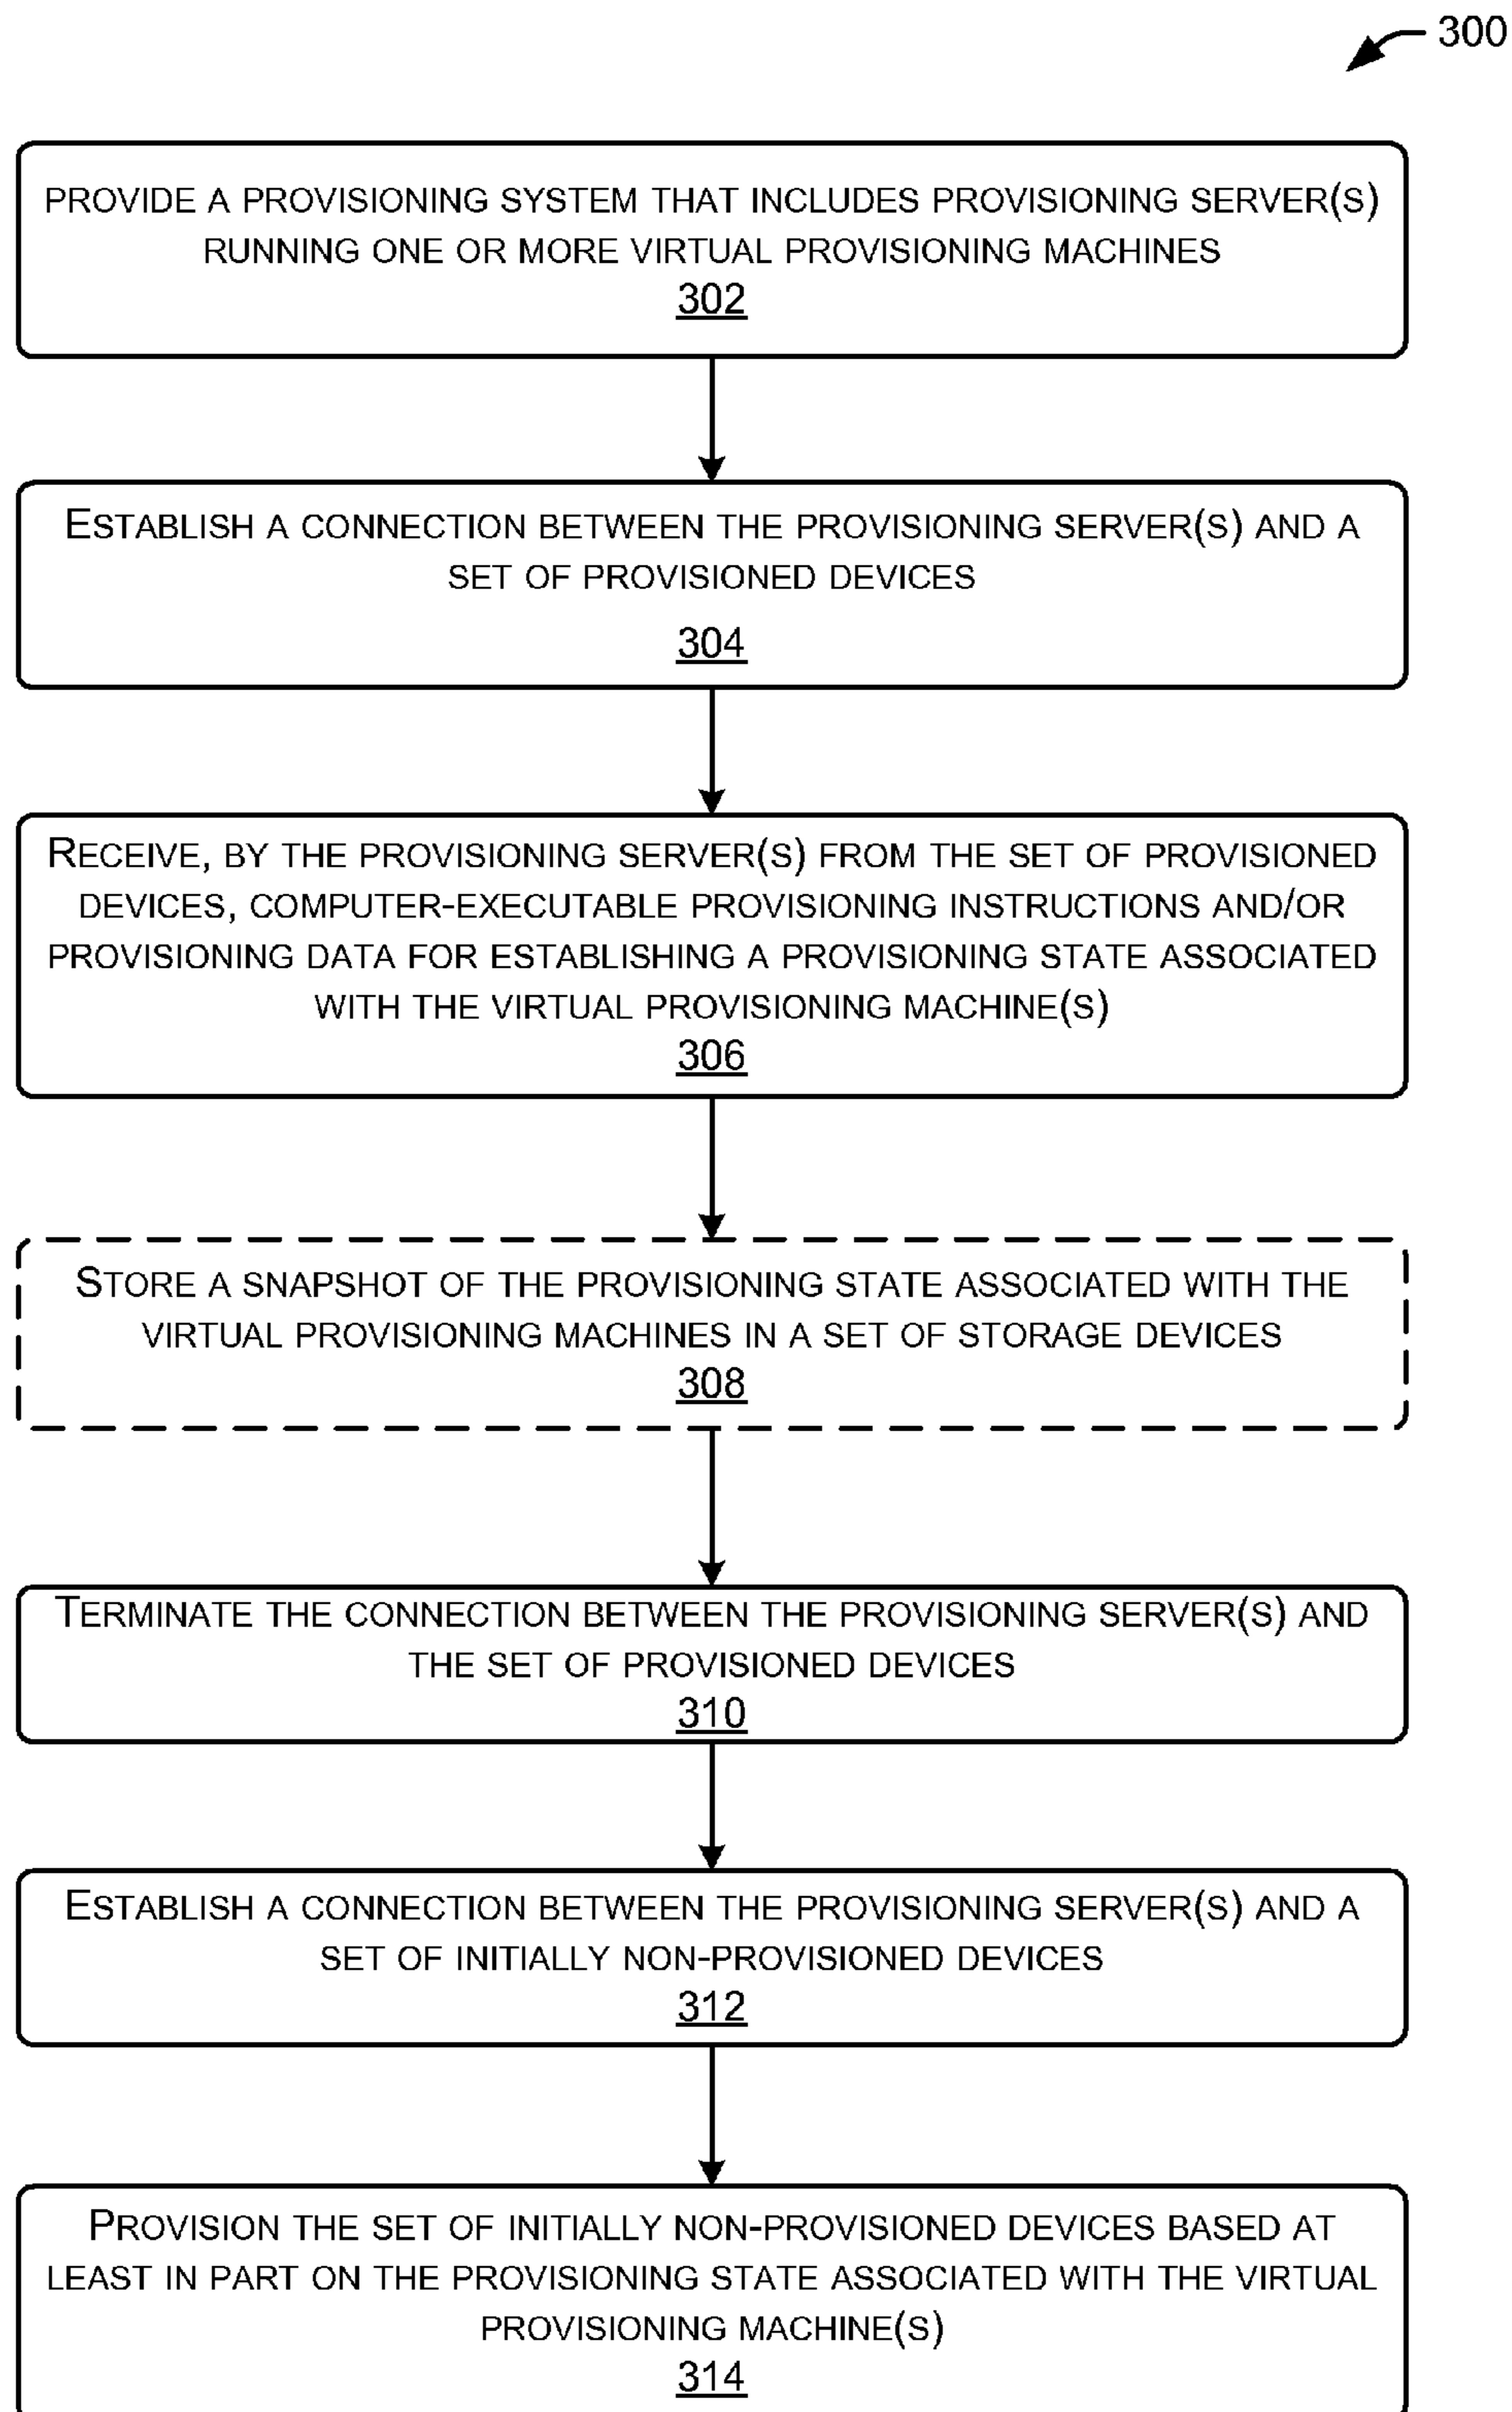 300
PROVIDE A PROVISIONING SYSTEM THAT INCLUDES PROVISIONING SERVER(S)
RUNNING ONE OR MORE VIRTUAL PROVISIONING MACHINES
302
ESTABLISH A CONNECTION BETWEEN THE PROVISIONING SERVER(S) AND A
SET OF PROVISIONED DEVICES
304
RECEIVE, BY THE PROVISIONING SERVER(S) FROM THE SET OF PROVISIONED
DEVICES, COMPUTER-EXECUTABLE PROVISIONING INSTRUCTIONS AND/OR
PROVISIONING DATA FOR ESTABLISHING A PROVISIONING STATE ASSOCIATED
WITH THE VIRTUAL PROVISIONING MACHINE(S)
306
STORE A SNAPSHOT OF THE PROVISIONING STATE ASSOCIATED WITH THE
VIRTUAL PROVISIONING MACHINES IN A SET OF STORAGE DEVICES
308
TERMINATE THE CONNECTION BETWEEN THE PROVISIONING SERVER(S) AND
THE SET OF PROVISIONED DEVICES
310
ESTABLISH A CONNECTION BETWEEN THE PROVISIONING SERVER(S) AND A
SET OF INITIALLY NON-PROVISIONED DEVICES
312
PROVISION THE SET OF INITIALLY NON-PROVISIONED DEVICES BASED AT
LEAST IN PART ON THE PROVISIONING STATE ASSOCIATED WITH THE VIRTUAL
PROVISIONING MACHINE(S)
314